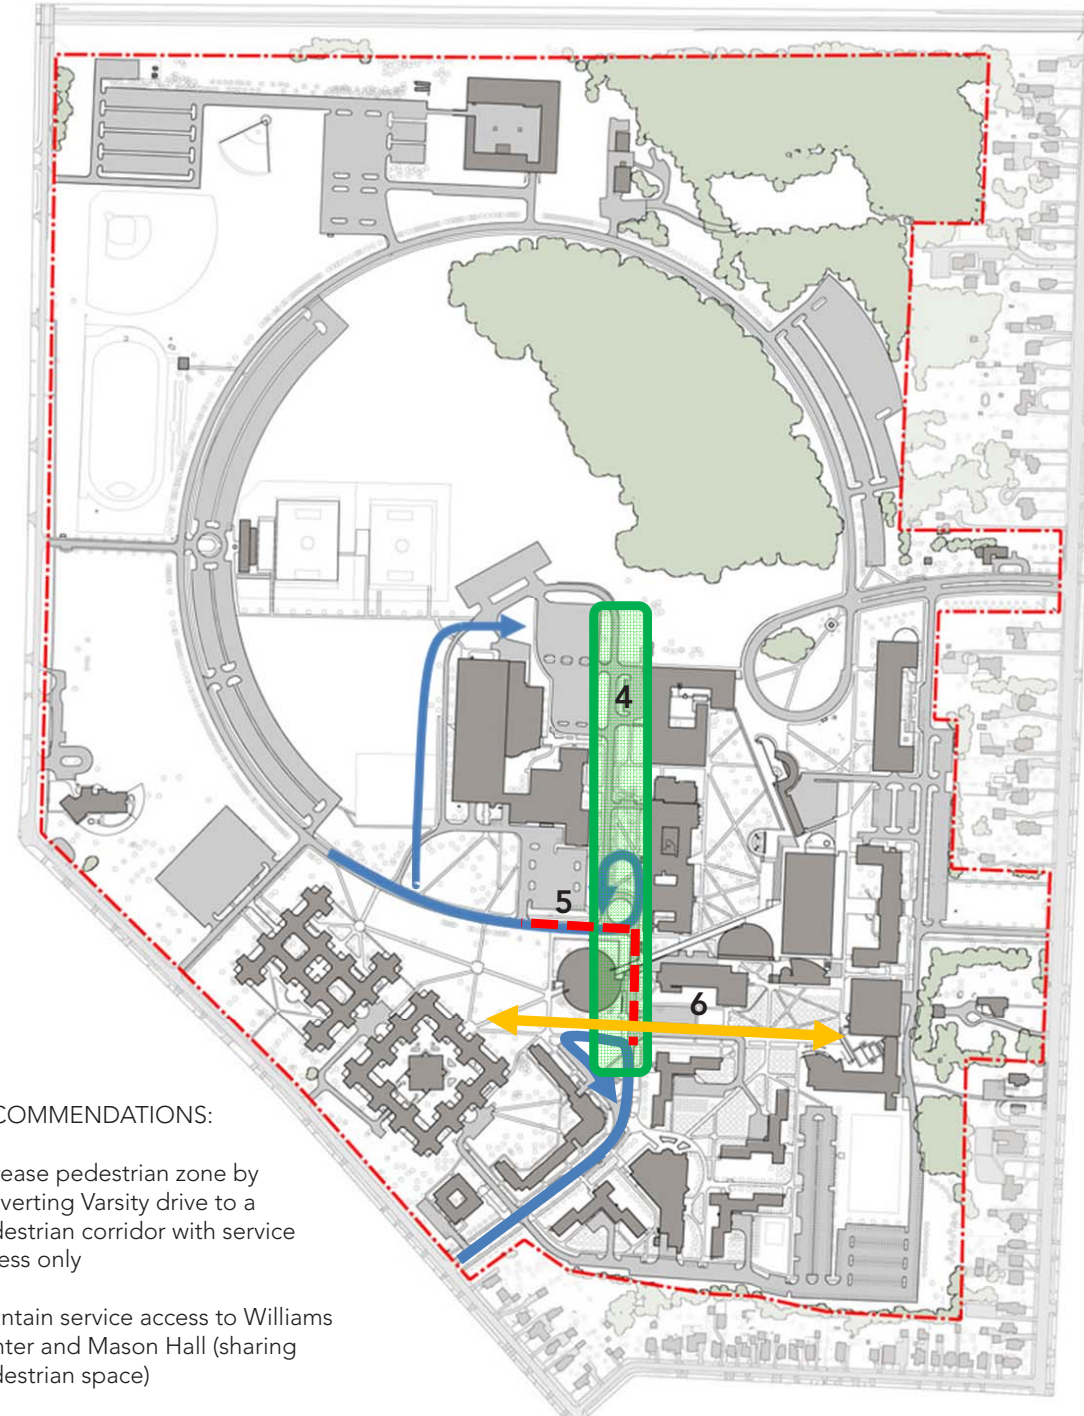 4
5
6
COMMENDATIONS:
rease pedestrian zone by
verting Varsity drive to a
destrian corridor with service
ess only
ntain service access to Williams
nter and Mason Hall (sharing
destrian space)